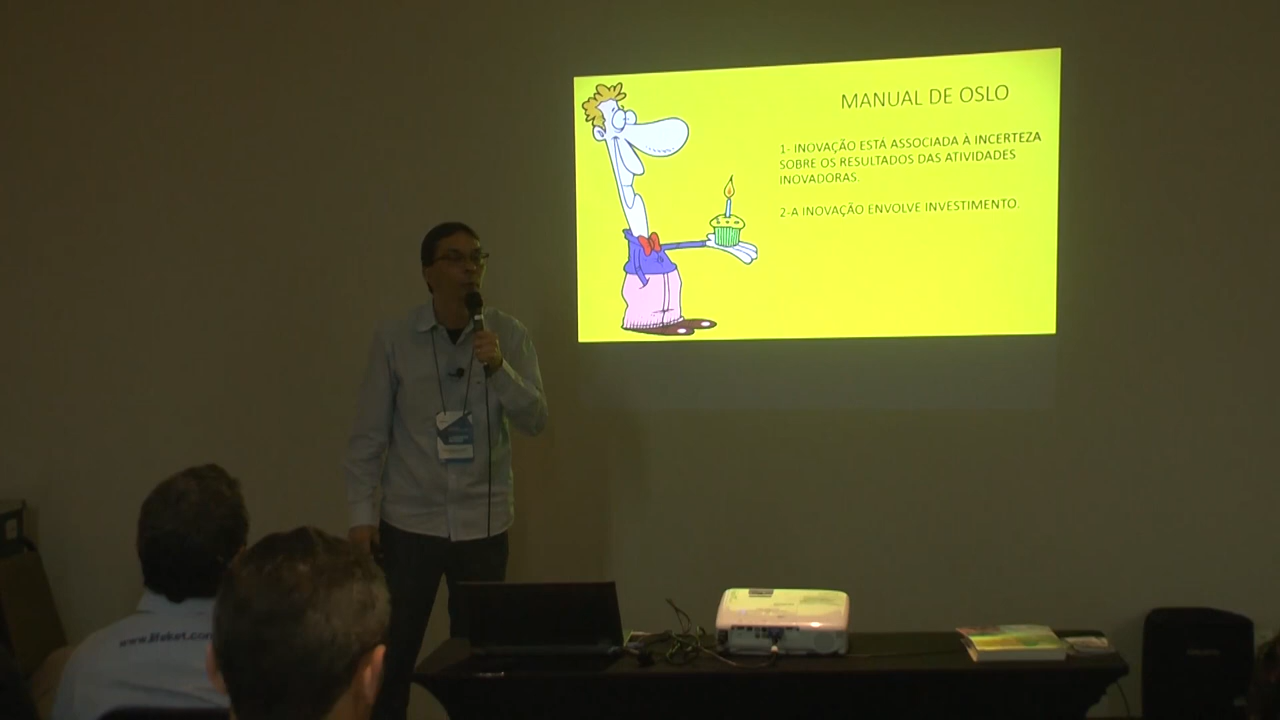 MANUAL DE OSLO
1- INOVAÇÃO ESTÁ ASSOCIADA À INCERTEZA
SOBRE OS RESULTADOS DAS ATIVIDADES
INOVADORAS.
2-A INOVAÇÃO ENVOLVE INVESTIMENTO.